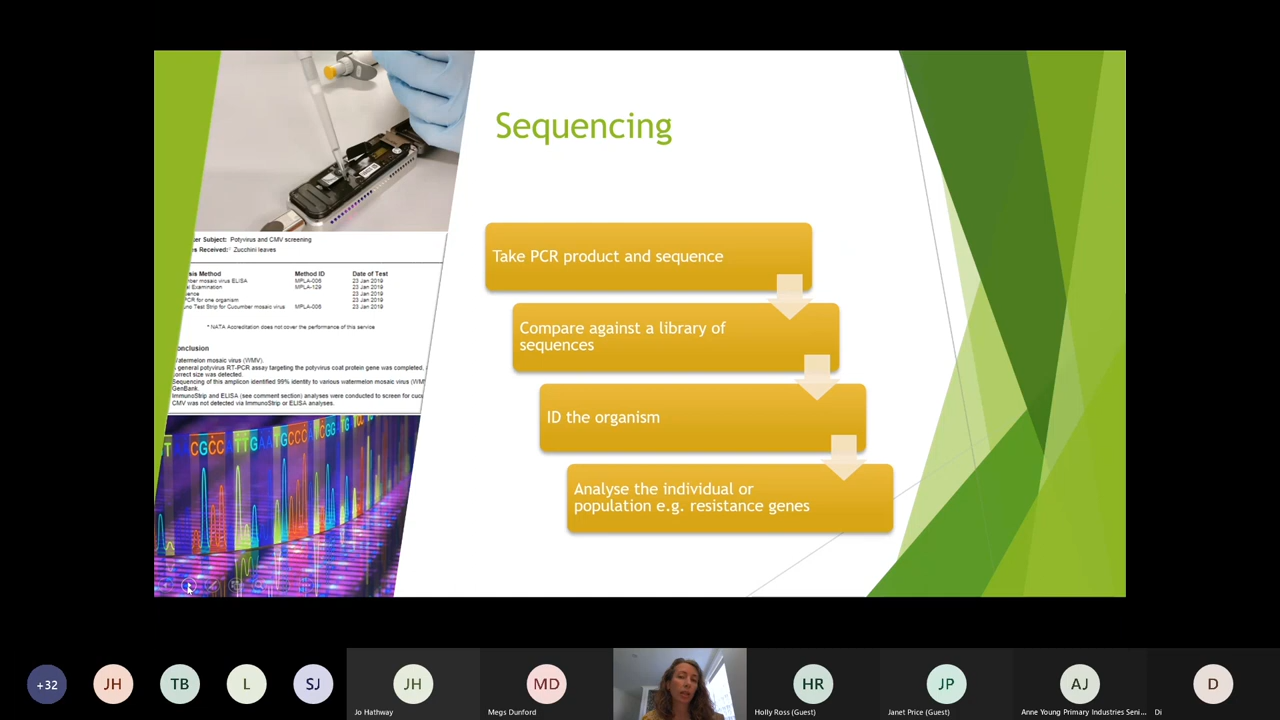 Sequencing
Take PCR product and sequence
Compare against a library of
sequences
ID the organism
Analyse the individual or
population e.g. resistance genes
Subject: Potyvirus and CMV screening
Received: Zucchini leaves
Method Method ID Date of Test
mosaic virus ELISA MPLA-006 23 Jan 2019
Examination MPLA-129 23 Jan 2019
23 Jan 2019
PCR for one organism 23 Jan 2019
Test Strip for Cucumber mosaic virus MPLA-006 23 Jan 2019
* NATA Accreditation does not cover the performance of this service
Watermelon mosaic virus (WMV).
general potyvirus RT-PCR assay targeting the potyvirus coat protein gene was completed,
correct size was detected.
Sequencing of this amplicon identified 99% identity to various watermelon mosaic virus (WM
GenBank.
ImmunoStrip and ELISA (see comment section) analyses were conducted to screen for
CMV was not detected via ImmunoStrip or ELISA analyses.
T CGCC TTGAATGCCCATCGG
+32
JH
TB
L
SJ
JH
Jo Hathway
MD
Megs Dunford
HR
Holly Ross (Guest)
JP
Janet Price (Guest)
AJ
Anne Young Primary Industries Seni...
D
Di